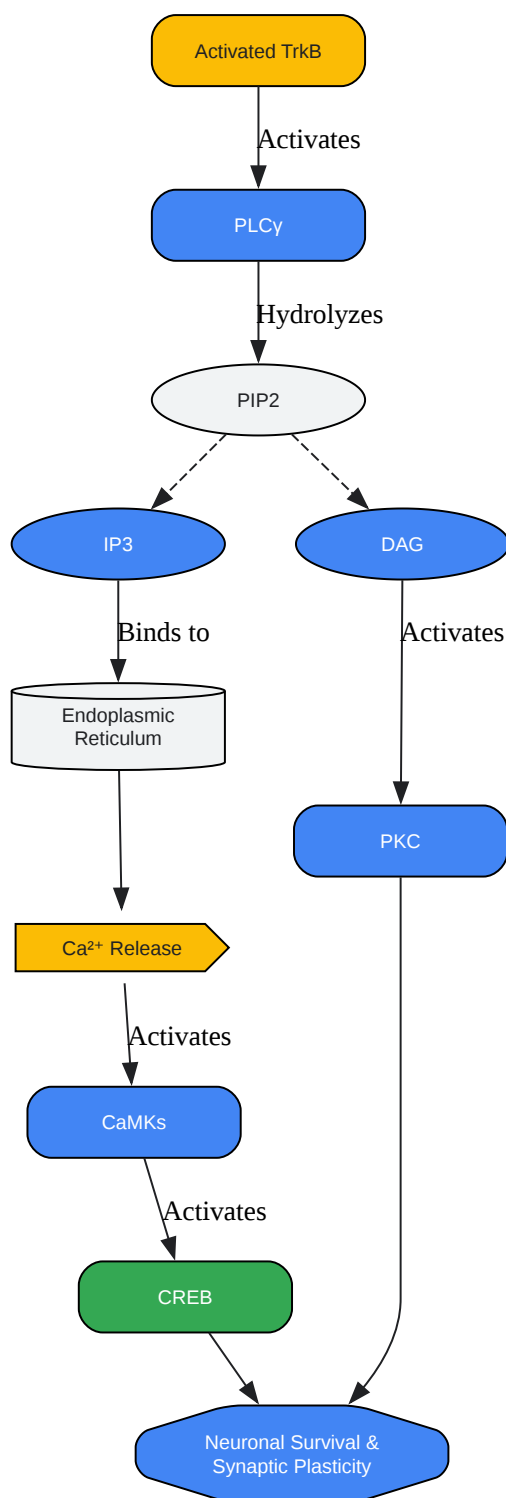 Activated TrkB
Activates
PLCγ
Hydrolyzes
PIP2
IP3
DAG
Binds to
Activates
Endoplasmic
Reticulum
PKC
Ca²⁺ Release
Activates
CaMKs
Activates
CREB
Neuronal Survival &
Synaptic Plasticity